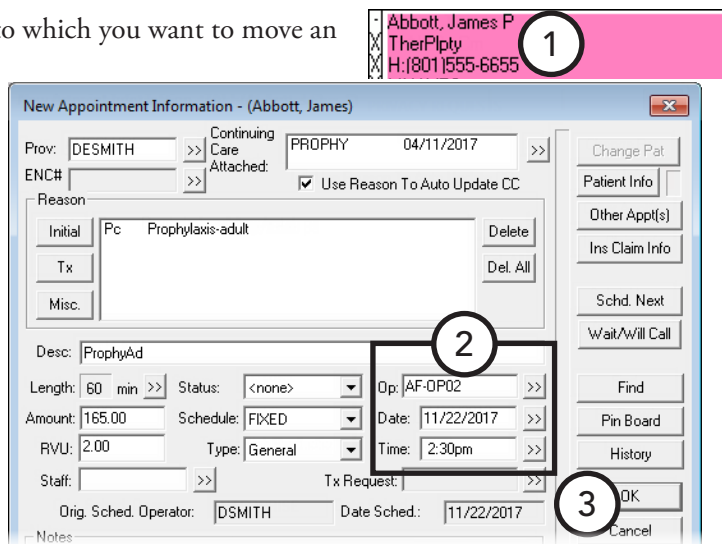 to which you want to move an
- Abbott, James P
X TherPlpty
X H:(801)555-6655
1
New Appointment Information - (Abbott, James)
Prov: DESMITH >> Continuing Care Attached: PROPHY 04/11/2017 >>
ENC# >> Use Reason To Auto Update CC
Change Pat
Patient Info
Other Appt(s)
Ins Claim Info
Reason
Initial Pc Prophylaxis-adult Delete
Tx Del. All
Misc.
Schd. Next
Wait/Will Call
2
Desc: ProphyAd
Length: 60 min >> Status: <none> Op: AF-OP02 >> Find
Amount: 165.00 Schedule: FIXED Date: 11/22/2017 >> Pin Board
RVU: 2.00 Type: General Time: 2:30pm >> History
Staff: >> Tx Request: >>
3 OK
Orig. Sched. Operator: DSMITH Date Sched.: 11/22/2017
Cancel
Notes